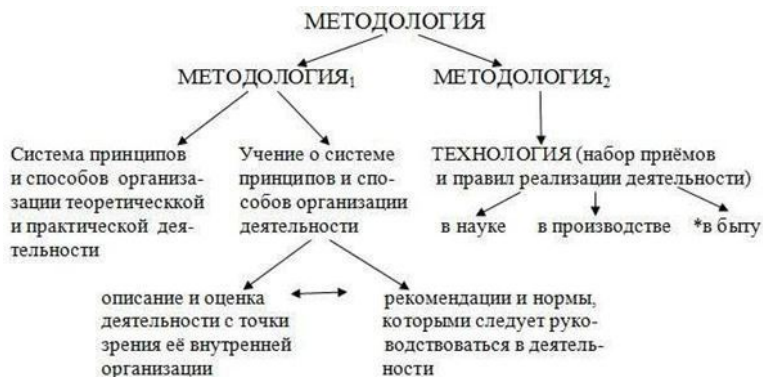 МЕТОДОЛОГИЯ
МЕТОДОЛОГИЯ₁
МЕТОДОЛОГИЯ₂
Система принципов
и способов организа-
зации теоретическкой
и практической дея-
тельности
Учение о системе
принципов и спо-
собов организации
деятельности
ТЕХНОЛОГИЯ (набор приёмов
и правил реализации деятельности)
в науке
в производстве
*в быту
описание и оценка
деятельности с точки
зрения её внутренней
организации
рекомендации и нормы,
которыми следует руко-
водствоваться в деятель-
ности